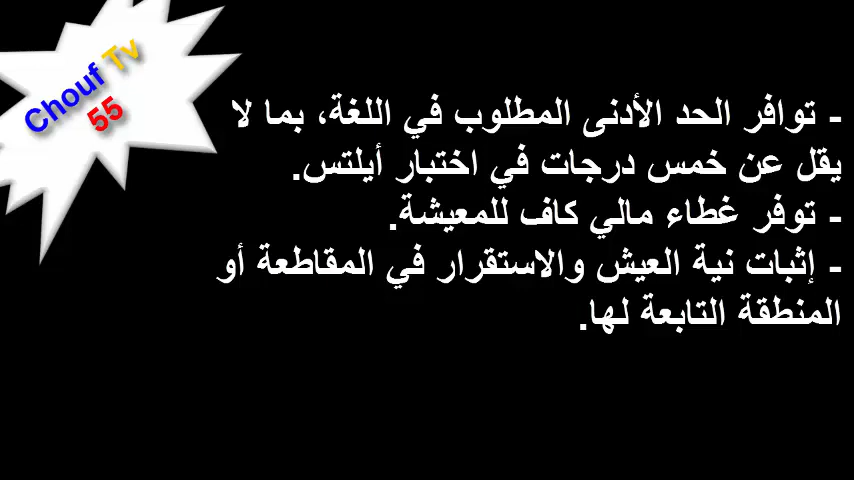 Chouf Tv
55
- توافر الحد الأدنى المطلوب في اللغة، بما لا
يقل عن خمس درجات في اختبار أيلتس.
- توفر غطاء مالي كاف للمعيشة.
- إثبات نية العيش والاستقرار في المقاطعة أو
المنطقة التابعة لها.